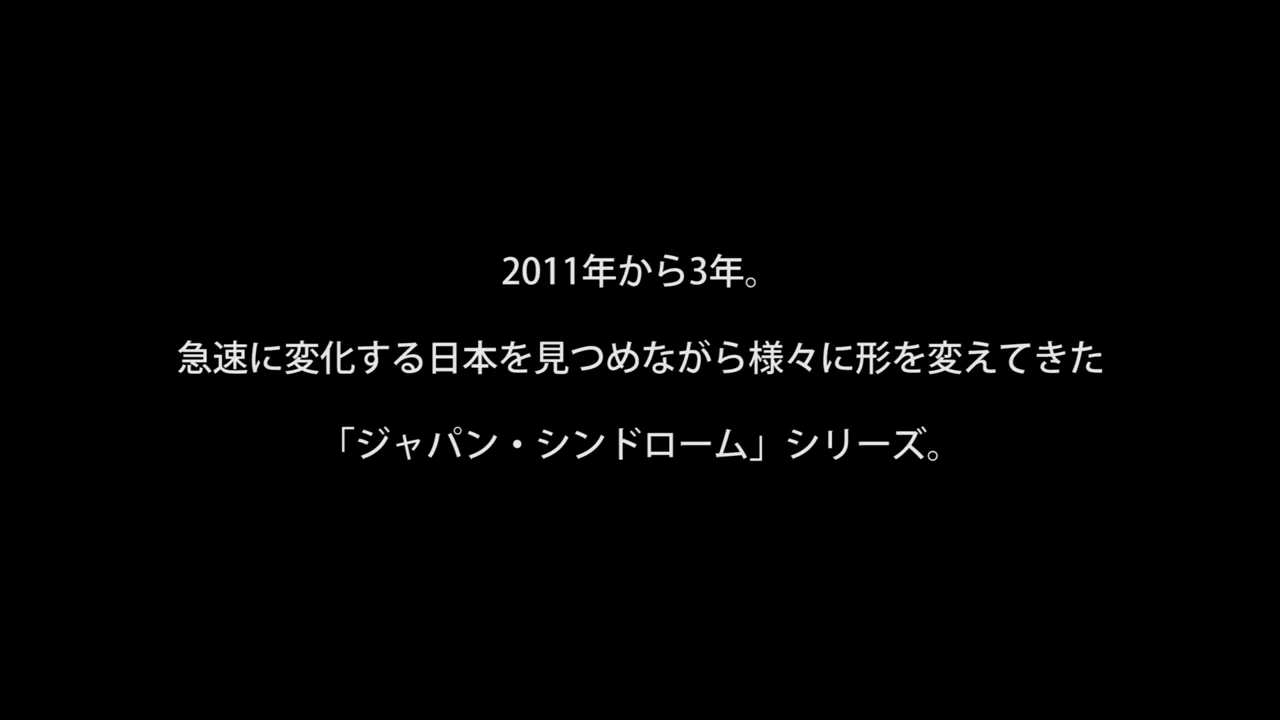 2011年から3年。
急速に変化する日本を見つめながら様々に形を変えてきた
「ジャパン・シンドローム」シリーズ。